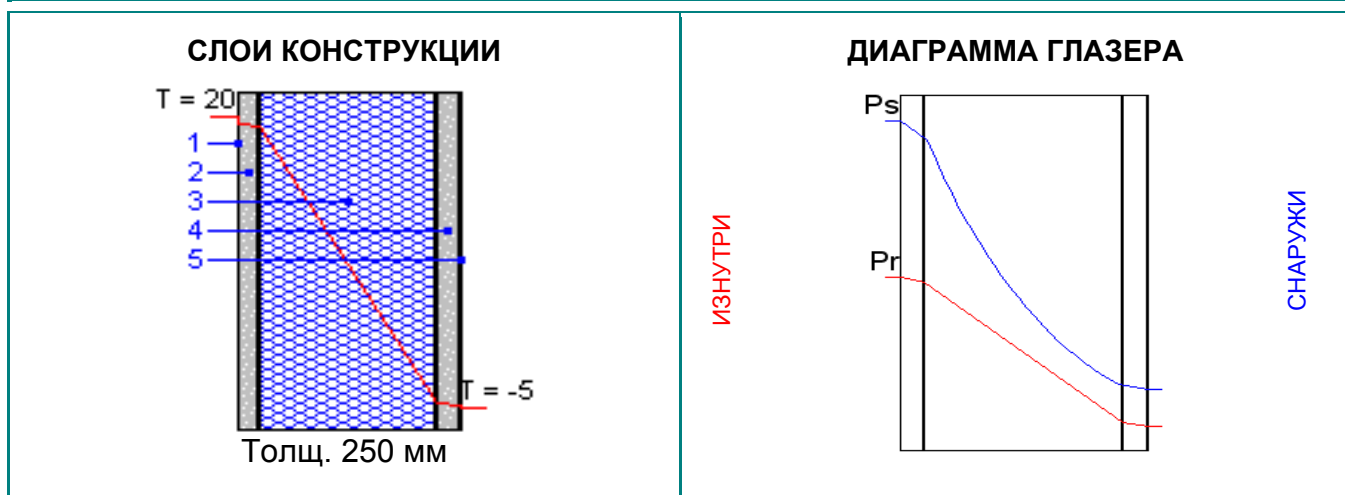 СЛОИ КОНСТРУКЦИИ
T = 20
1
2
3
4
5
T = -5
Толщ. 250 мм
ДИАГРАММА ГЛАЗЕРА
Ps
Pr
ИЗНУТРИ
СНАРУЖИ